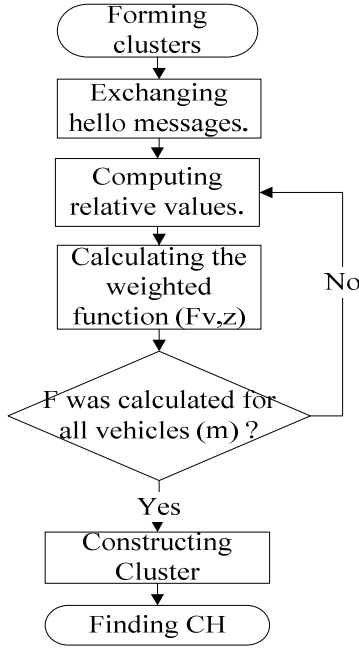 Forming
clusters
Exchanging
hello messages.
Computing
relative values.
Calculating the
weighted
function (Fv,z)
No
F was calculated for
all vehicles (m) ?
Yes
Constructing
Cluster
Finding CH